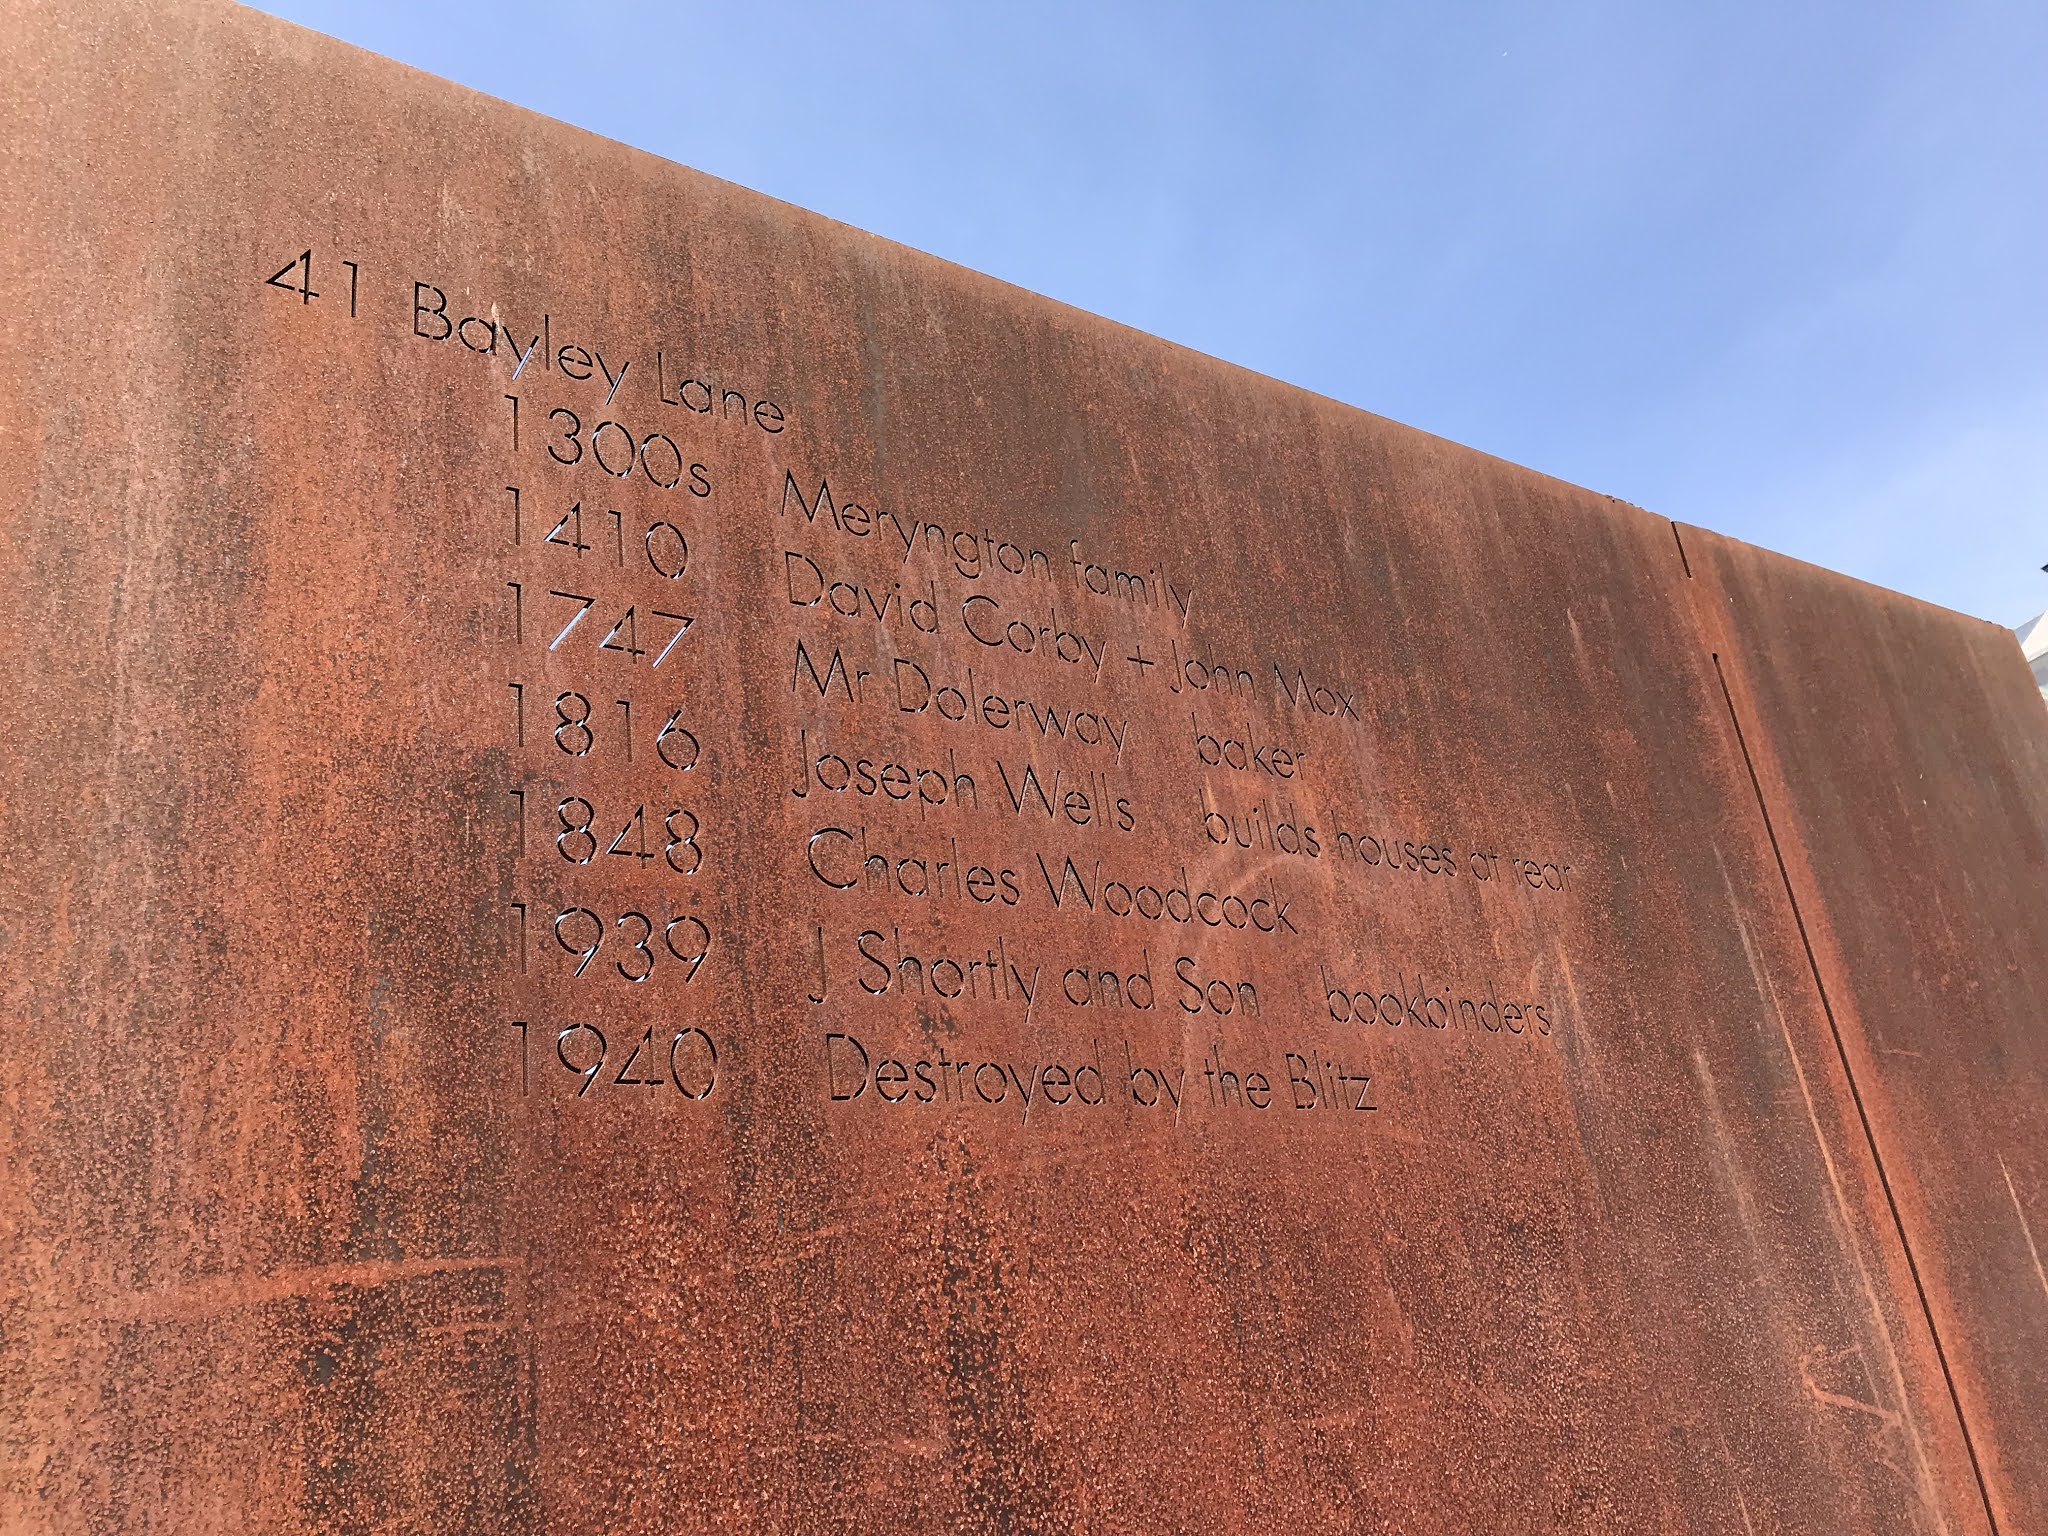 41 Bayley Lane
1300s Meryngton family
1410 David Corby + John Mox
1747 Mr Dolerway baker
1816 Joseph Wells builds houses at rear
1848 Charles Woodcock
1939 J Shortly and Son bookbinders
1940 Destroyed by the Blitz